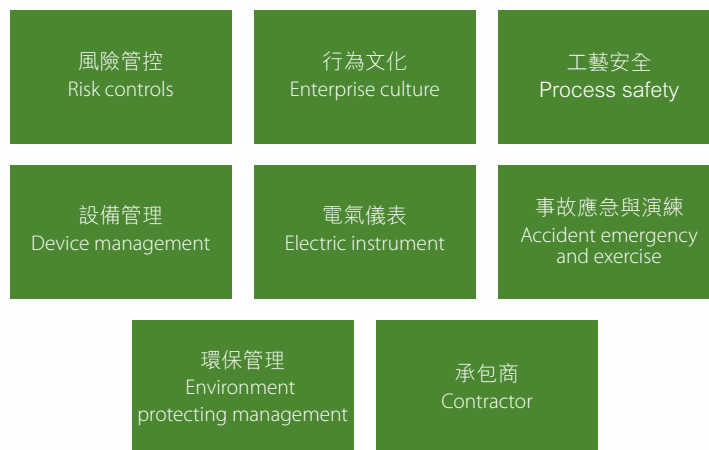 風險管控
Risk controls
行為文化
Enterprise culture
工藝安全
Process safety
設備管理
Device management
電氣儀表
Electric instrument
事故應急與演練
Accident emergency
and exercise
環保管理
Environment
protecting management
承包商
Contractor